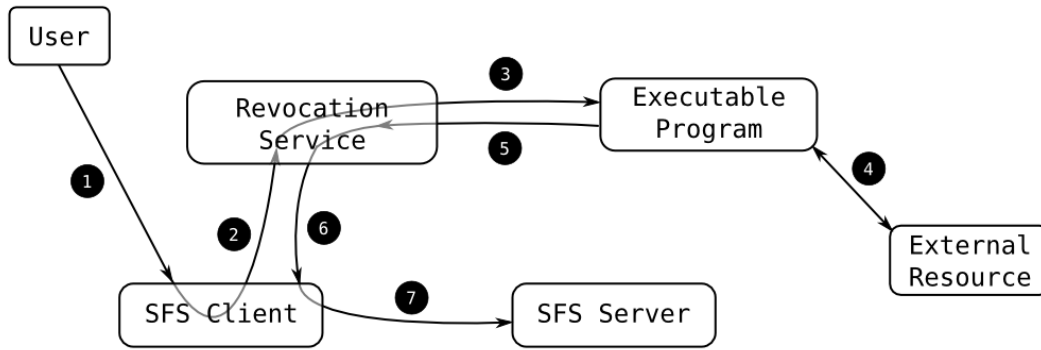 User
3
Revocation
Service
Executable
Program
5
1
4
2
6
External
Resource
SFS Client
7
SFS Server